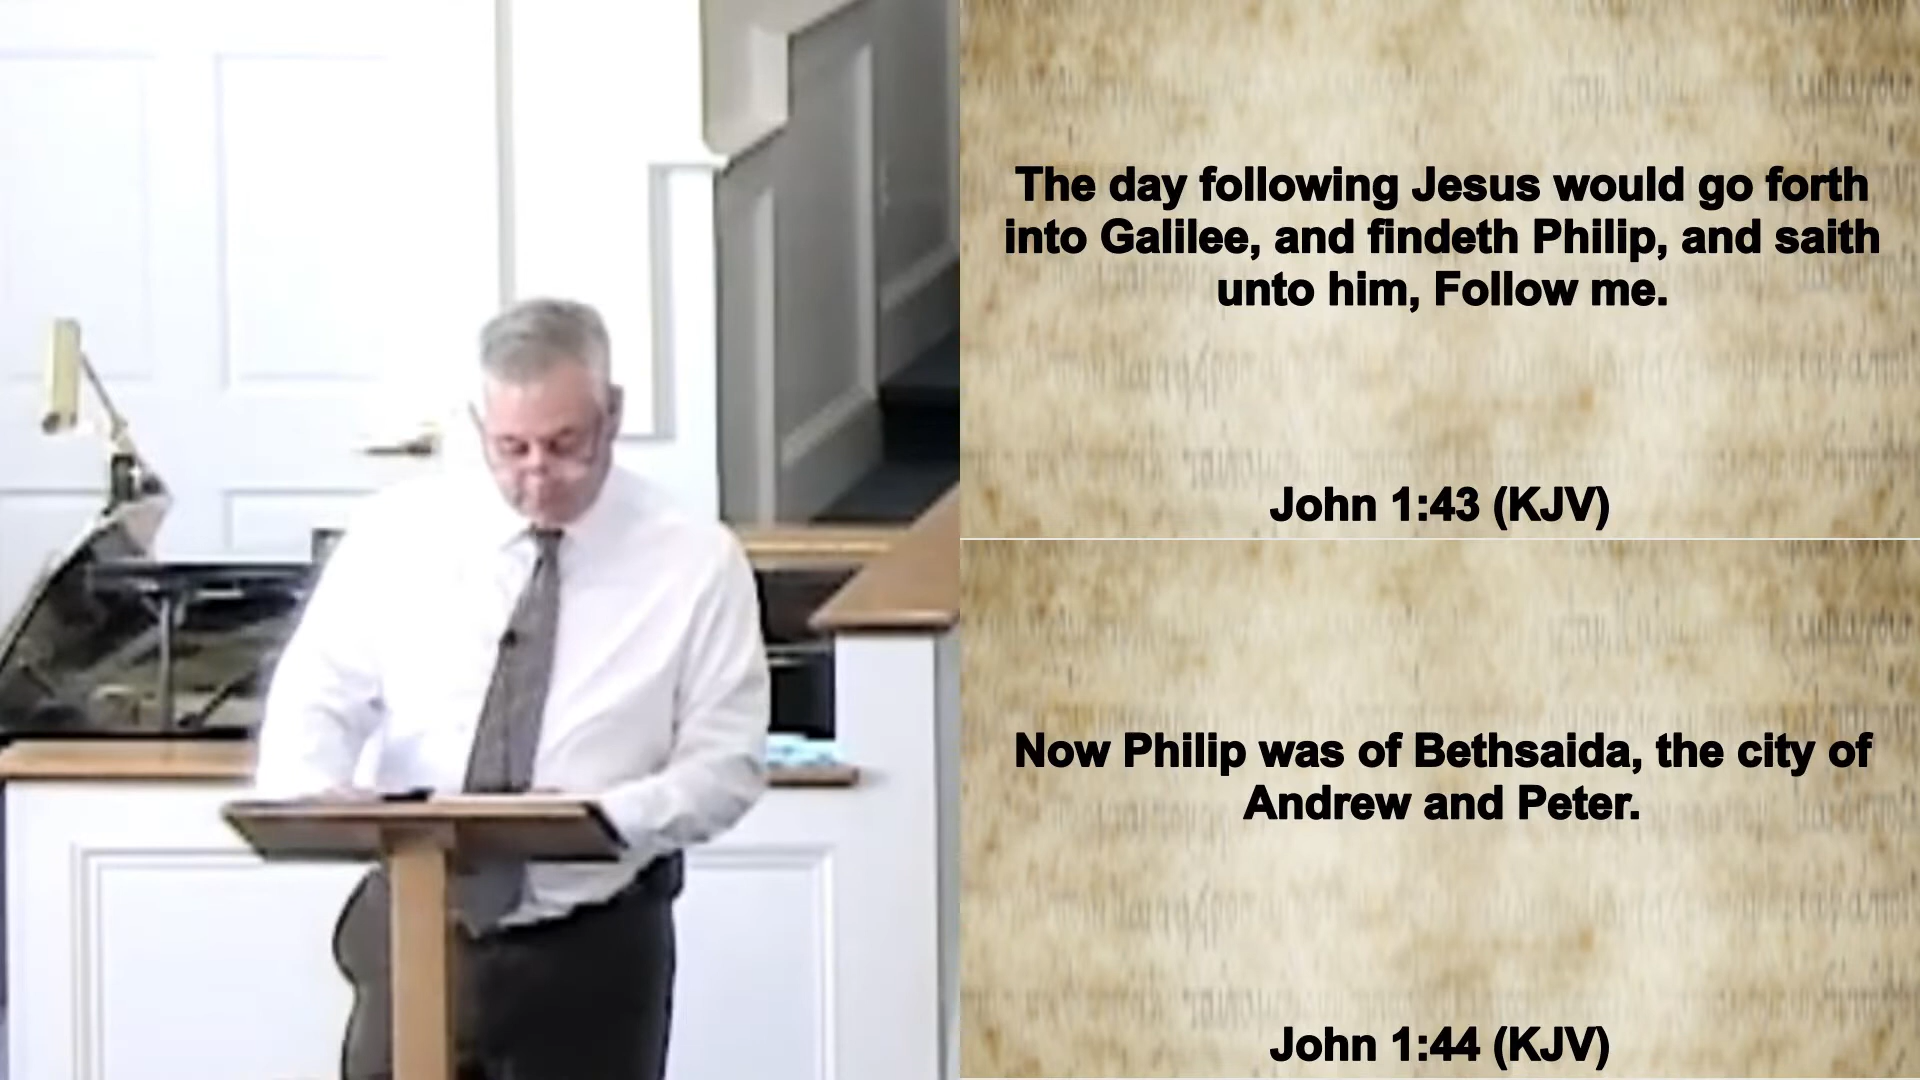 The day following Jesus would go forth
into Galilee, and findeth Philip, and saith
unto him, Follow me.
John 1:43 (KJV)
Now Philip was of Bethsaida, the city of
Andrew and Peter.
John 1:44 (KJV)